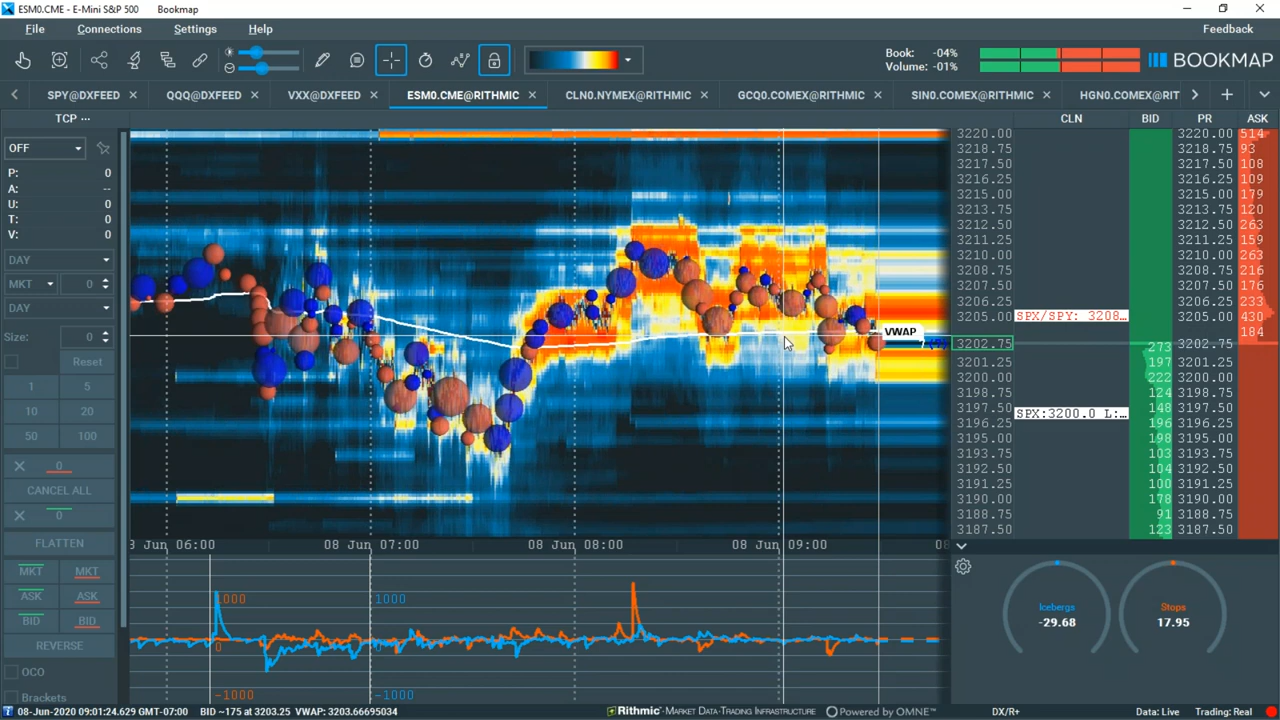 ESM0.CME - E-Mini S&P 500 Bookmap
File Connections Settings Help Feedback
Book: -04%
Volume: -01%
BOOKMAP
SPY@DXFEED QQQ@DXFEED VXX@DXFEED ESM0.CME@RITHMIC CLN0.NYMEX@RITHMIC GCQ0.COMEX@RITHMIC SIN0.COMEX@RITHMIC HGN0.COMEX@RIT
TCP ...
OFF
P: 0
A: --
U: 0
T: 0
V: 0
DAY
MKT 0
DAY
Size: 0
Reset
1 5
10 20
50 100
0
CANCEL ALL
0
FLATTEN
MKT MKT
ASK ASK
BID BID
REVERSE
OCO
Brackets
VWAP
CLN BID PR ASK
3220.00 3220.00 514
3218.75 3218.75 93
3217.50 3217.50 108
3216.25 3216.25 109
3215.00 3215.00 179
3213.75 3213.75 120
3212.50 3212.50 263
3211.25 3211.25 159
3210.00 3210.00 263
3208.75 3208.75 216
3207.50 3207.50 176
3206.25 3206.25 233
3205.00 SPX/SPY: 3208... 3205.00 430
184
3202.75 273 3202.75
3201.25 197 3201.25
3200.00 222 3200.00
3198.75 124 3198.75
3197.50 SPX:3200.0 L:... 148 3197.50
3196.25 196 3196.25
3195.00 198 3195.00
3193.75 103 3193.75
3192.50 104 3192.50
3191.25 100 3191.25
3190.00 178 3190.00
3188.75 91 3188.75
3187.50 123 3187.50
8 Jun 06:00 08 Jun 07:00 08 Jun 08:00 08 Jun 09:00 08
1000 1000
0 0
-1000 -1000
Icebergs
-29.68
Stops
17.95
08-Jun-2020 09:01:24.629 GMT-07:00 BID ~175 at 3203.25 VWAP: 3203.66695034 Rithmic-Market Data-Trading Infrastructure Powered by OMNE™ DX/R+ Data: Live Trading: Real